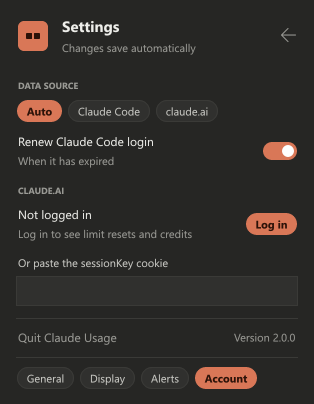 Settings
Changes save automatically
DATA SOURCE
Auto
Claude Code
claude.ai
Renew Claude Code login
When it has expired
CLAUDE.AI
Not logged in
Log in to see limit resets and credits
Log in
Or paste the sessionKey cookie
Quit Claude Usage
Version 2.0.0
General
Display
Alerts
Account